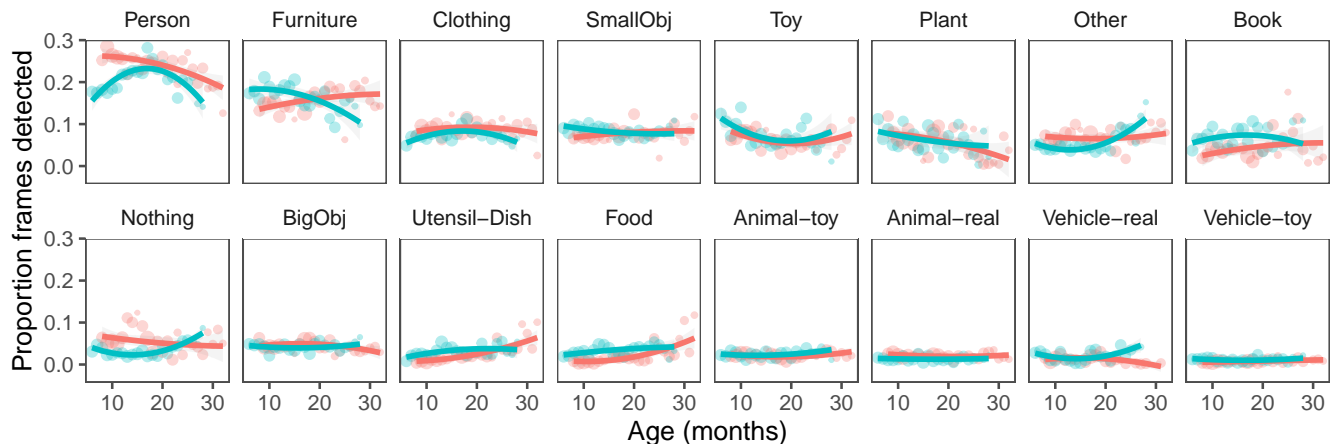 Person Furniture Clothing SmallObj Toy Plant Other Book
0.3
0.2
0.1
0.0
Nothing BigObj Utensil−Dish Food Animal−toy Animal−real Vehicle−real Vehicle−toy
0.3
0.2
0.1
0.0
10 20 30 10 20 30 10 20 30 10 20 30 10 20 30 10 20 30 10 20 30 10 20 30
Age (months)
Proportion frames detected